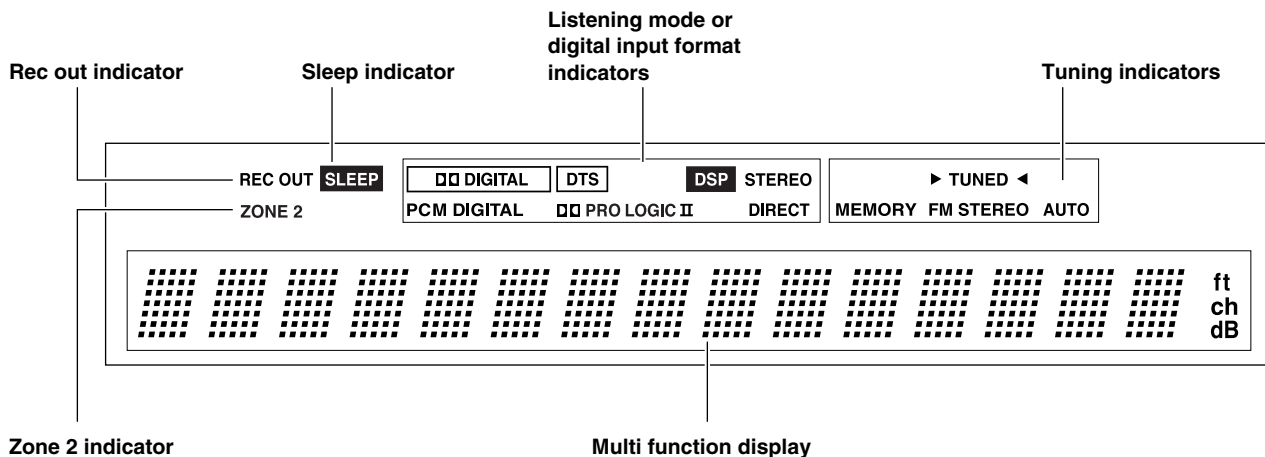 Listening mode or
digital input format
indicators
Rec out indicator
Sleep indicator
Tuning indicators
REC OUT SLEEP DIGITAL DTS DSP STEREO ► TUNED ◄
ZONE 2 PCM DIGITAL PRO LOGIC II DIRECT MEMORY FM STEREO AUTO
ft
ch
dB
Zone 2 indicator
Multi function display